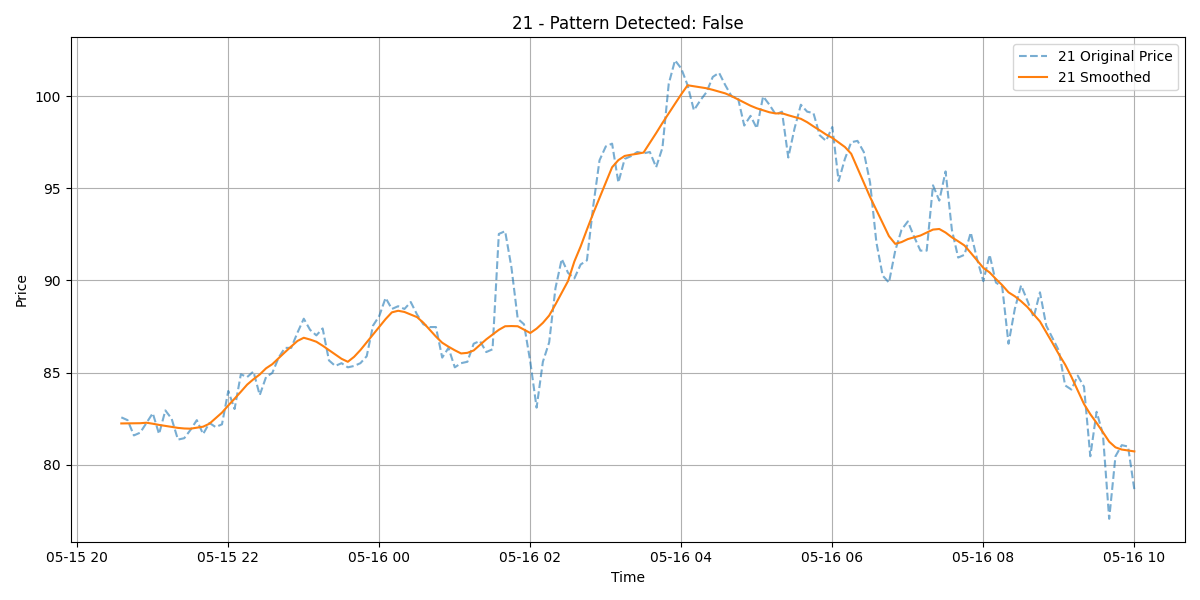 21 - Pattern Detected: False
21 Original Price
21 Smoothed
100
95
90
85
80
Price
05-15 20 05-15 22 05-16 00 05-16 02 05-16 04 05-16 06 05-16 08 05-16 10
Time